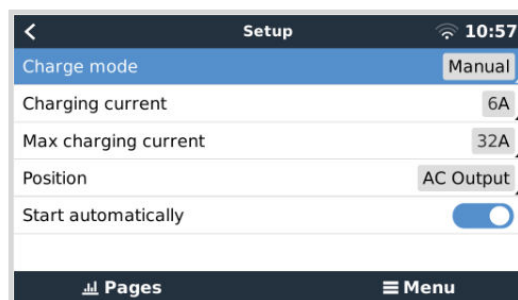 Setup 10:57
Charge mode Manual
Charging current 6A
Max charging current 32A
Position AC Output
Start automatically
Pages Menu